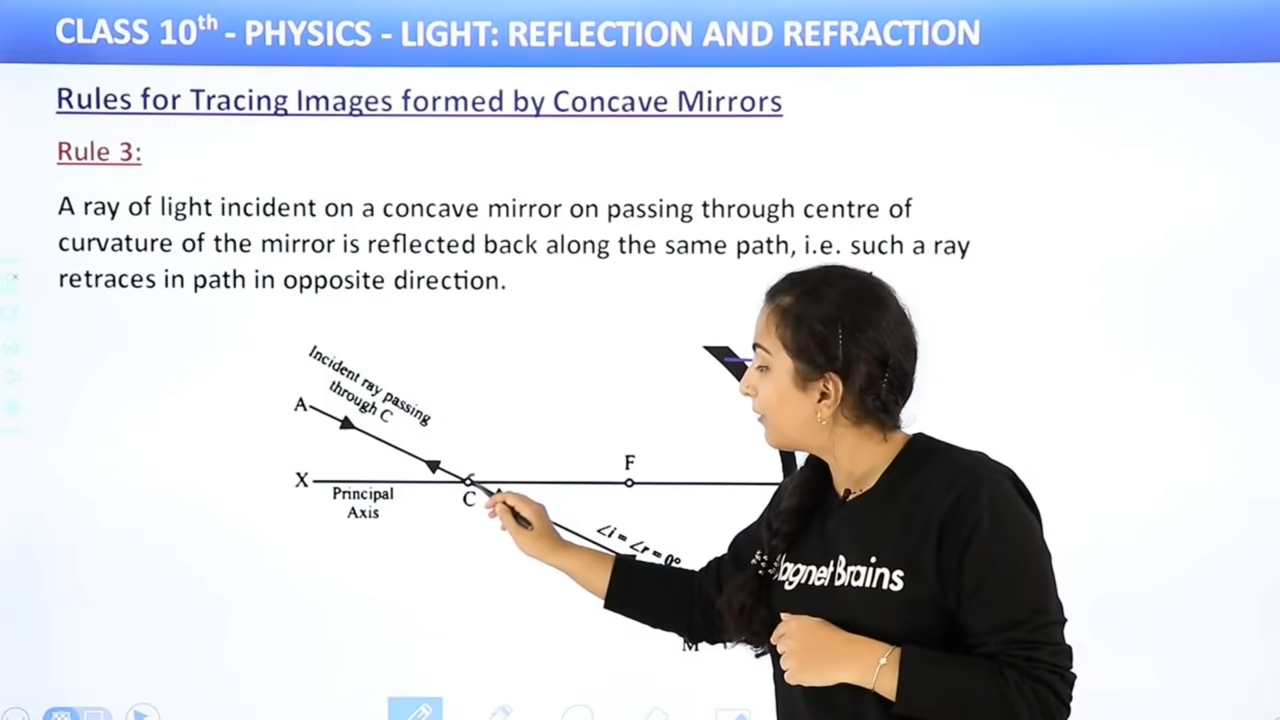 CLASS 10th - PHYSICS - LIGHT: REFLECTION AND REFRACTION
Rules for Tracing Images formed by Concave Mirrors
Rule 3:
A ray of light incident on a concave mirror on passing through centre of
curvature of the mirror is reflected back along the same path, i.e. such a ray
retraces in path in opposite direction.
Incident ray passing
through C
A
F
X
Principal
Axis
C
∠i = ∠r = 0°
M
agnet Brains